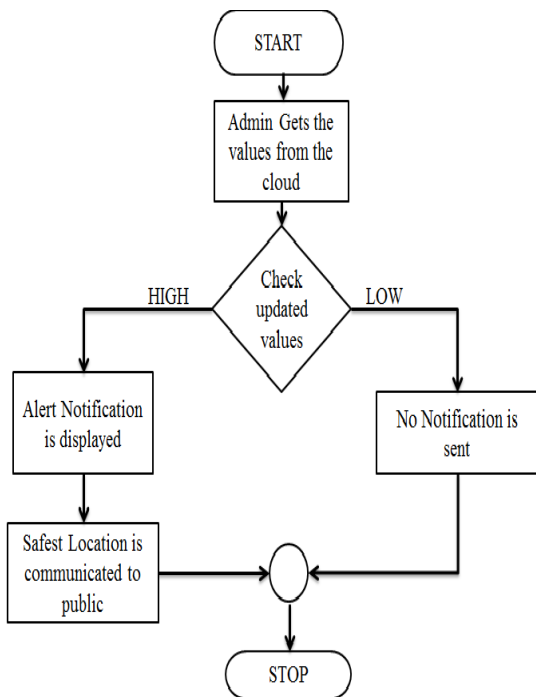 START
Admin Gets the
values from the
cloud
Check
updated
values
HIGH
LOW
Alert Notification
is displayed
No Notification is
sent
Safest Location is
communicated to
public
STOP